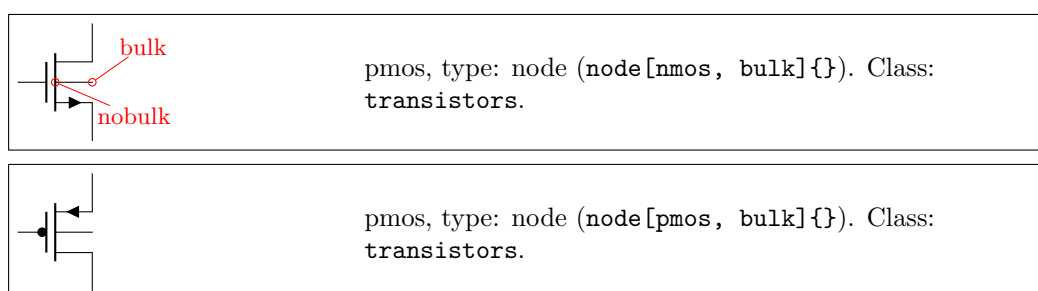 bulk
nobulk
pmos, type: node (node[nmos, bulk]{}). Class:
transistors.
pmos, type: node (node[pmos, bulk]{}). Class:
transistors.